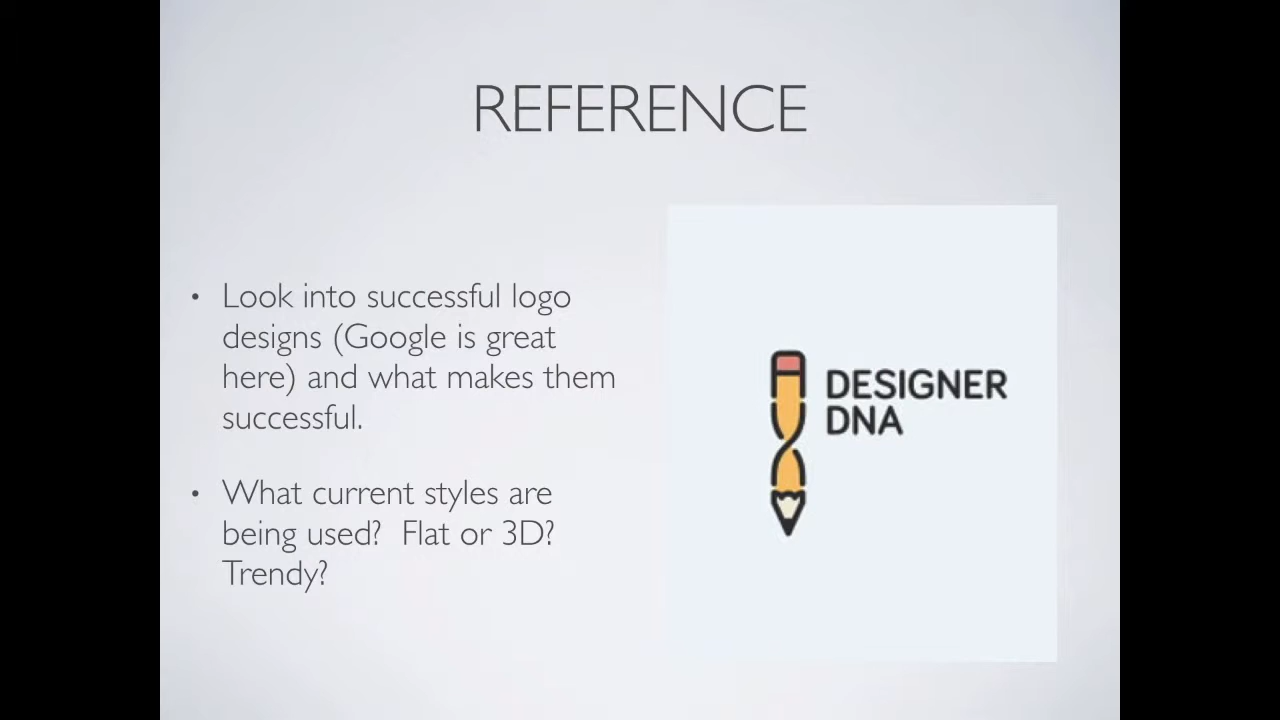 REFERENCE
• Look into successful logo
designs (Google is great
here) and what makes them
successful.
• What current styles are
being used?  Flat or 3D?
Trendy?
DESIGNER
DNA